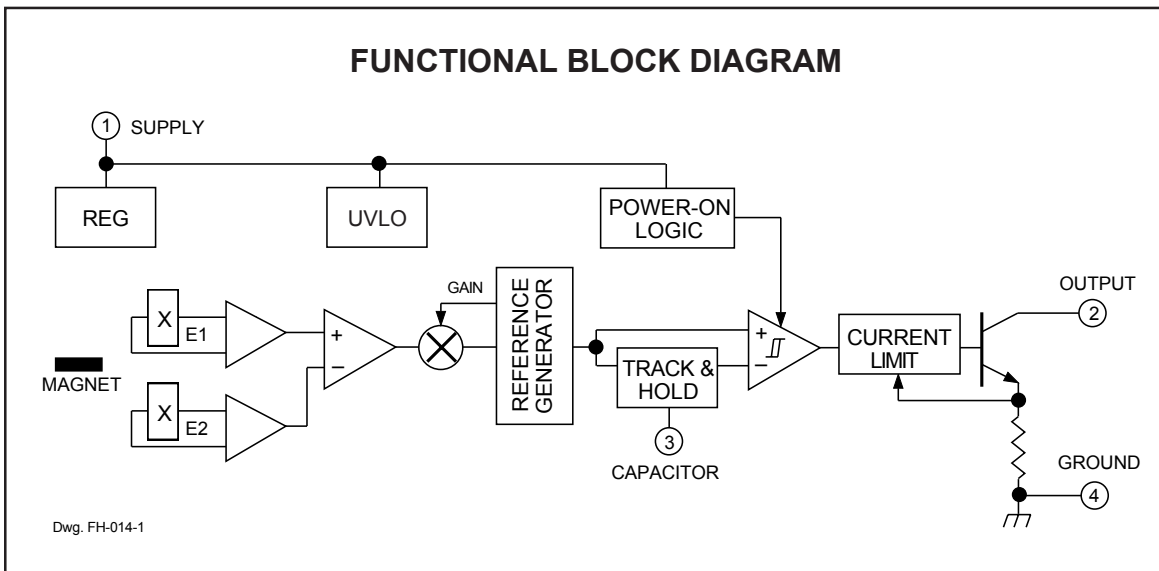 FUNCTIONAL BLOCK DIAGRAM
1 SUPPLY
REG
UVLO
POWER-ON
LOGIC
X
E1
+
−
GAIN
REFERENCE
GENERATOR
+
−
TRACK &
HOLD
CURRENT
LIMIT
OUTPUT
2
MAGNET
X
E2
3
CAPACITOR
GROUND
4
Dwg. FH-014-1